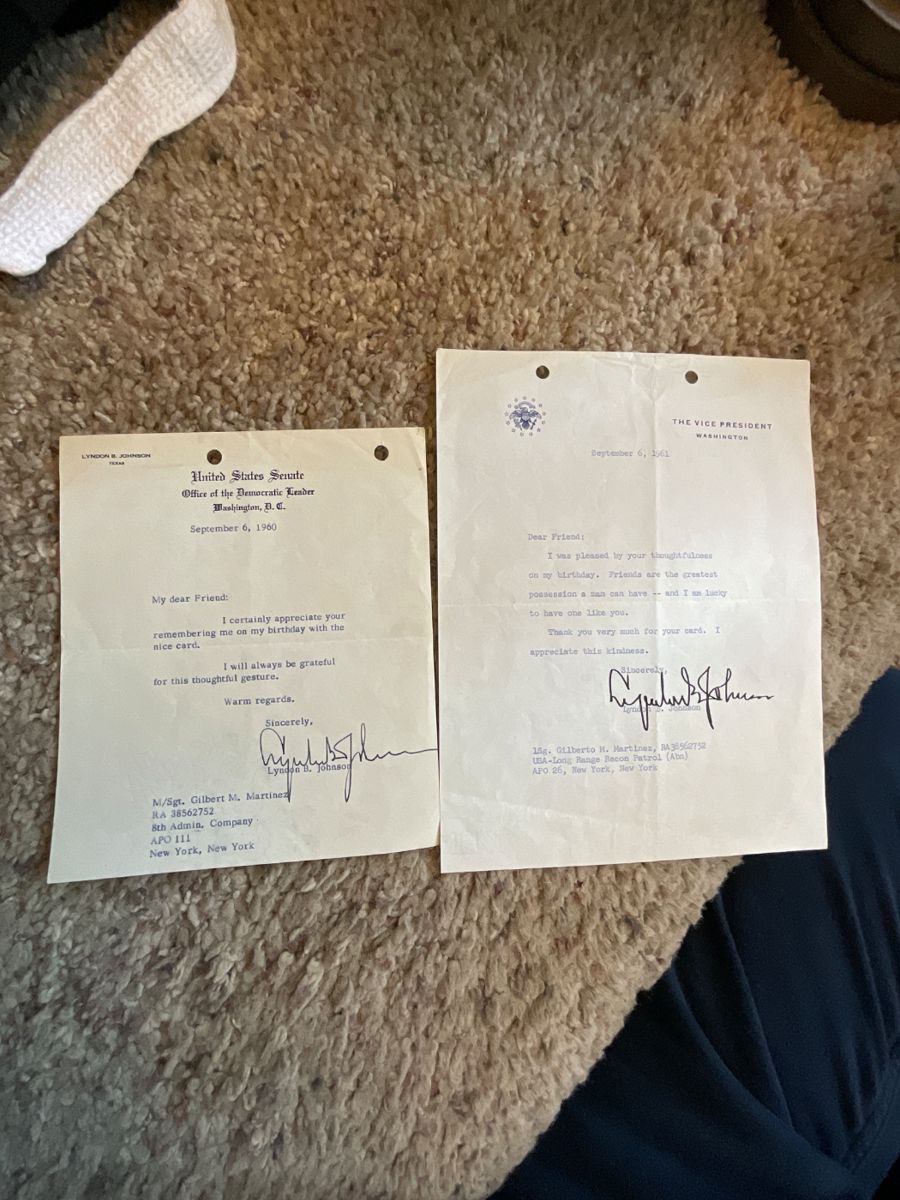 LYNDON B. JOHNSON
TEXAS
United States Senate
Office of the Democratic Leader
Washington, D. C.
September 6, 1960
My dear Friend:
I certainly appreciate your
remembering me on my birthday with the
nice card.
I will always be grateful
for this thoughtful gesture.
Warm regards.
Sincerely,
Lyndon B. Johnson
Lyndon B. Johnson
M/Sgt. Gilbert M. Martinez
RA 38562752
8th Admin. Company
APO 111
New York, New York
THE VICE PRESIDENT
WASHINGTON
September 6, 1961
Dear Friend:
I was pleased by your thoughtfulness
on my birthday. Friends are the greatest
possession a man can have -- and I am lucky
to have one like you.
Thank you very much for your card. I
appreciate this kindness.
Sincerely,
Lyndon B. Johnson
Lyndon B. Johnson
1Sg. Gilberto M. Martinez, RA38562752
USA-Long Range Recon Patrol (Abn)
APO 26, New York, New York